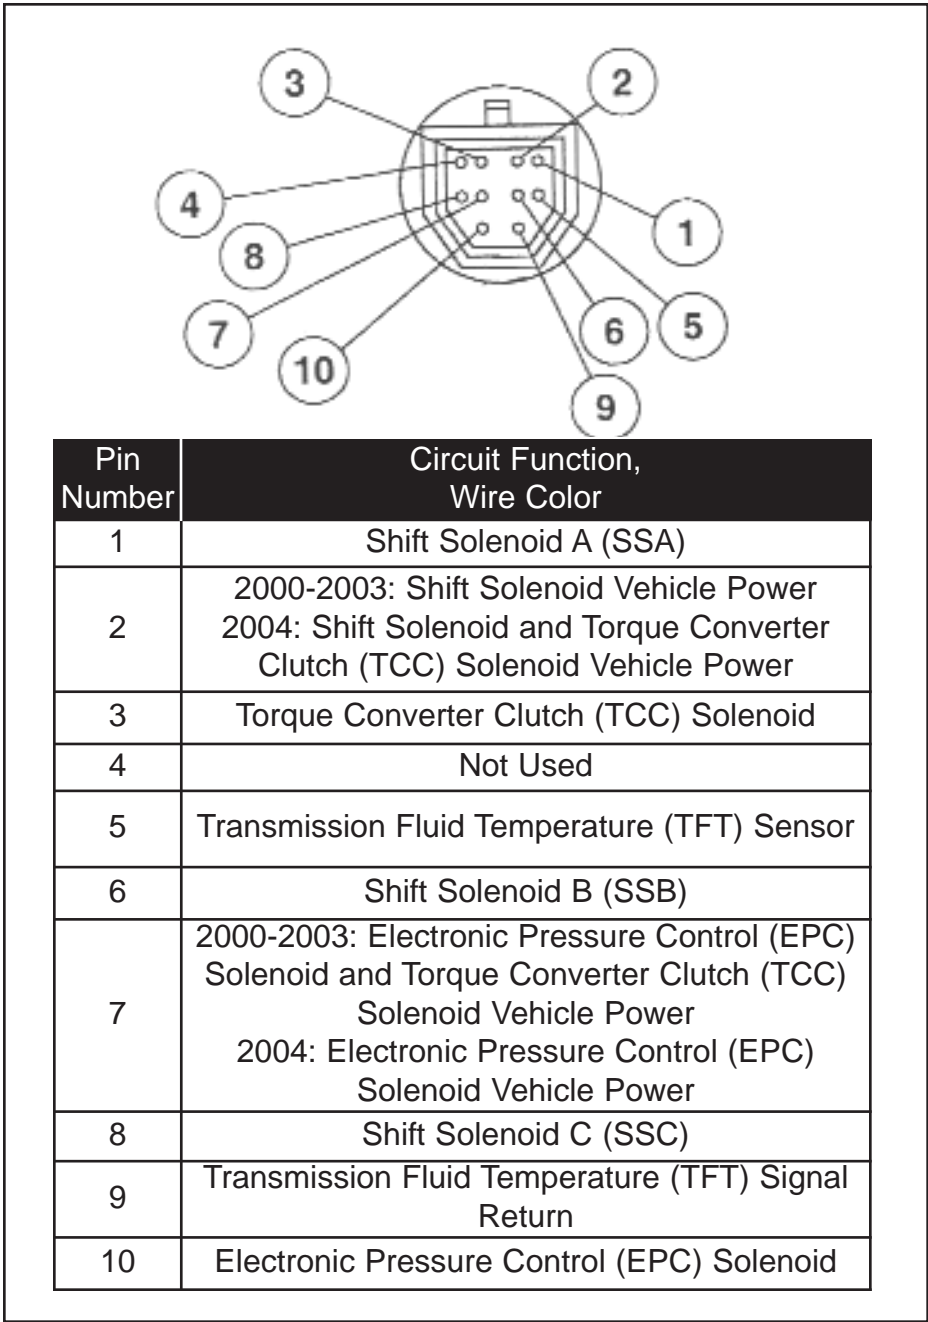 3
2
4
1
8
7
6
5
10
9
Pin Number
Circuit Function,
Wire Color
1
Shift Solenoid A (SSA)
2
2000-2003: Shift Solenoid Vehicle Power
2004: Shift Solenoid and Torque Converter
Clutch (TCC) Solenoid Vehicle Power
3
Torque Converter Clutch (TCC) Solenoid
4
Not Used
5
Transmission Fluid Temperature (TFT) Sensor
6
Shift Solenoid B (SSB)
7
2000-2003: Electronic Pressure Control (EPC)
Solenoid and Torque Converter Clutch (TCC)
Solenoid Vehicle Power
2004: Electronic Pressure Control (EPC)
Solenoid Vehicle Power
8
Shift Solenoid C (SSC)
9
Transmission Fluid Temperature (TFT) Signal
Return
10
Electronic Pressure Control (EPC) Solenoid